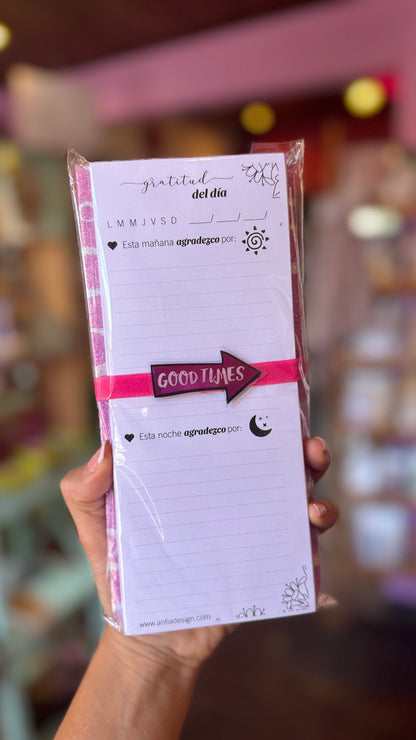 gratitud
del día
L M M J V S D ___/___/___
Esta mañana agradezco por:
GOOD TIMES
Esta noche agradezco por:
www.anfiadesign.com